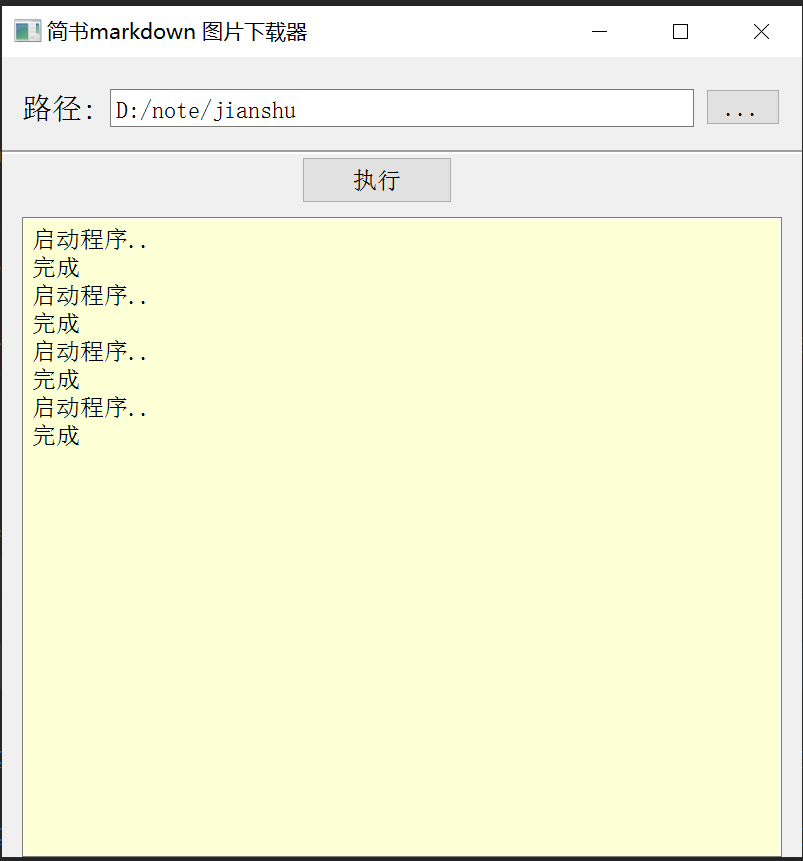 简书markdown 图片下载器
路径: D:/note/jianshu ...
执行
启动程序..
完成
启动程序..
完成
启动程序..
完成
启动程序..
完成